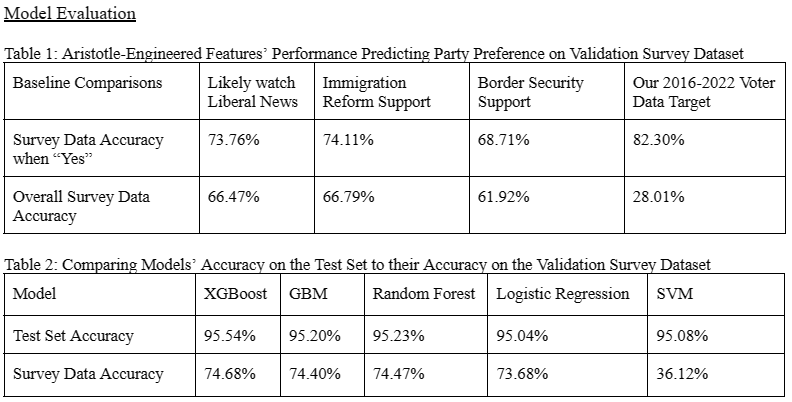 Model Evaluation
Table 1: Aristotle-Engineered Features' Performance Predicting Party Preference on Validation Survey Dataset
Baseline Comparisons Likely watch Liberal News Immigration Reform Support Border Security Support Our 2016-2022 Voter Data Target
Survey Data Accuracy when "Yes" 73.76% 74.11% 68.71% 82.30%
Overall Survey Data Accuracy 66.47% 66.79% 61.92% 28.01%
Table 2: Comparing Models' Accuracy on the Test Set to their Accuracy on the Validation Survey Dataset
Model XGBoost GBM Random Forest Logistic Regression SVM
Test Set Accuracy 95.54% 95.20% 95.23% 95.04% 95.08%
Survey Data Accuracy 74.68% 74.40% 74.47% 73.68% 36.12%